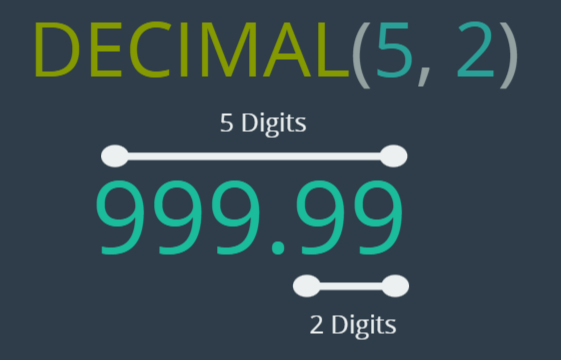 DECIMAL(5, 2)
5 Digits
999.99
2 Digits